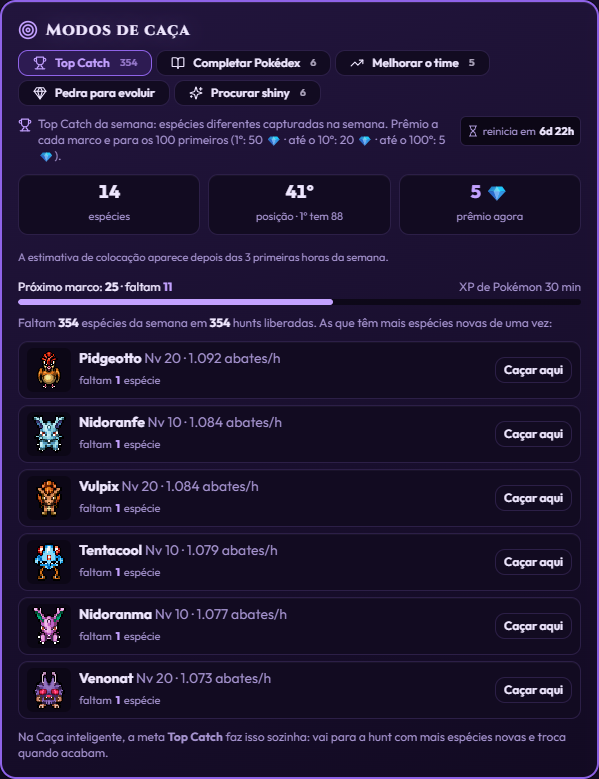 MODOS DE CAÇA
Top Catch 354 Completar Pokédex 6 Melhorar o time 5
Pedra para evoluir Procurar shiny 6
Top Catch da semana: espécies diferentes capturadas na semana. Prêmio a
cada marco e para os 100 primeiros (1º: 50 💎 · até o 10º: 20 💎 · até o 100º: 5
💎).
reinicia em 6d 22h
14 41º 5 💎
espécies posição · 1º tem 88 prêmio agora
A estimativa de colocação aparece depois das 3 primeiras horas da semana.
Próximo marco: 25 · faltam 11 XP de Pokémon 30 min
Faltam 354 espécies da semana em 354 hunts liberadas. As que têm mais espécies novas de uma vez:
Pidgeotto Nv 20 · 1.092 abates/h
faltam 1 espécie
Caçar aqui
Nidoranfe Nv 10 · 1.084 abates/h
faltam 1 espécie
Caçar aqui
Vulpix Nv 20 · 1.084 abates/h
faltam 1 espécie
Caçar aqui
Tentacool Nv 10 · 1.079 abates/h
faltam 1 espécie
Caçar aqui
Nidoranma Nv 10 · 1.077 abates/h
faltam 1 espécie
Caçar aqui
Venonat Nv 20 · 1.073 abates/h
faltam 1 espécie
Caçar aqui
Na Caça inteligente, a meta Top Catch faz isso sozinha: vai para a hunt com mais espécies novas e troca
quando acabam.